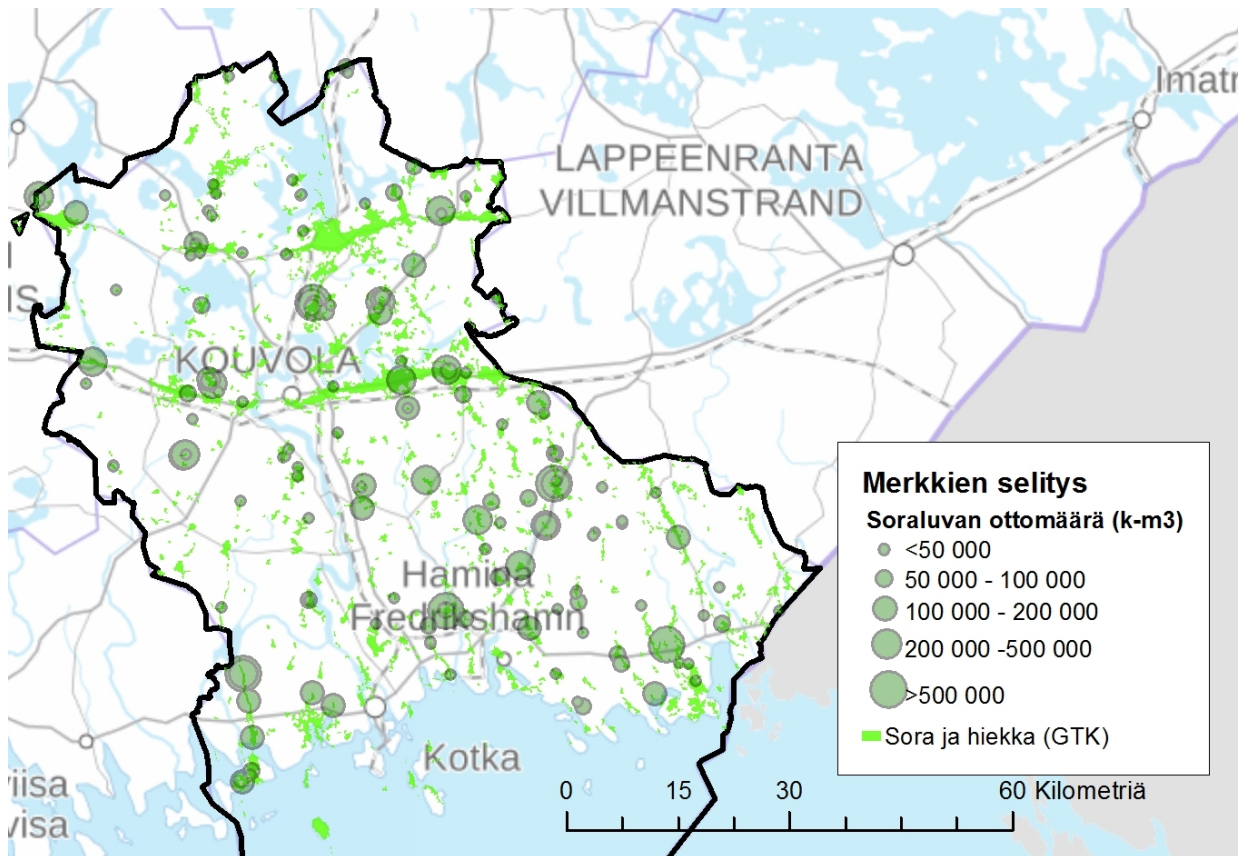 Imatr
LAPPEENRANTA
VILLMANSTRAND
IS
KOUVOLA
Hamina
Fredrikshamn
Kotka
viisa
visa
Merkkien selitys
Soraluvan ottomäärä (k-m3)
<50 000
50 000 - 100 000
100 000 - 200 000
200 000 -500 000
>500 000
Sora ja hiekka (GTK)
0 15 30 60 Kilometriä